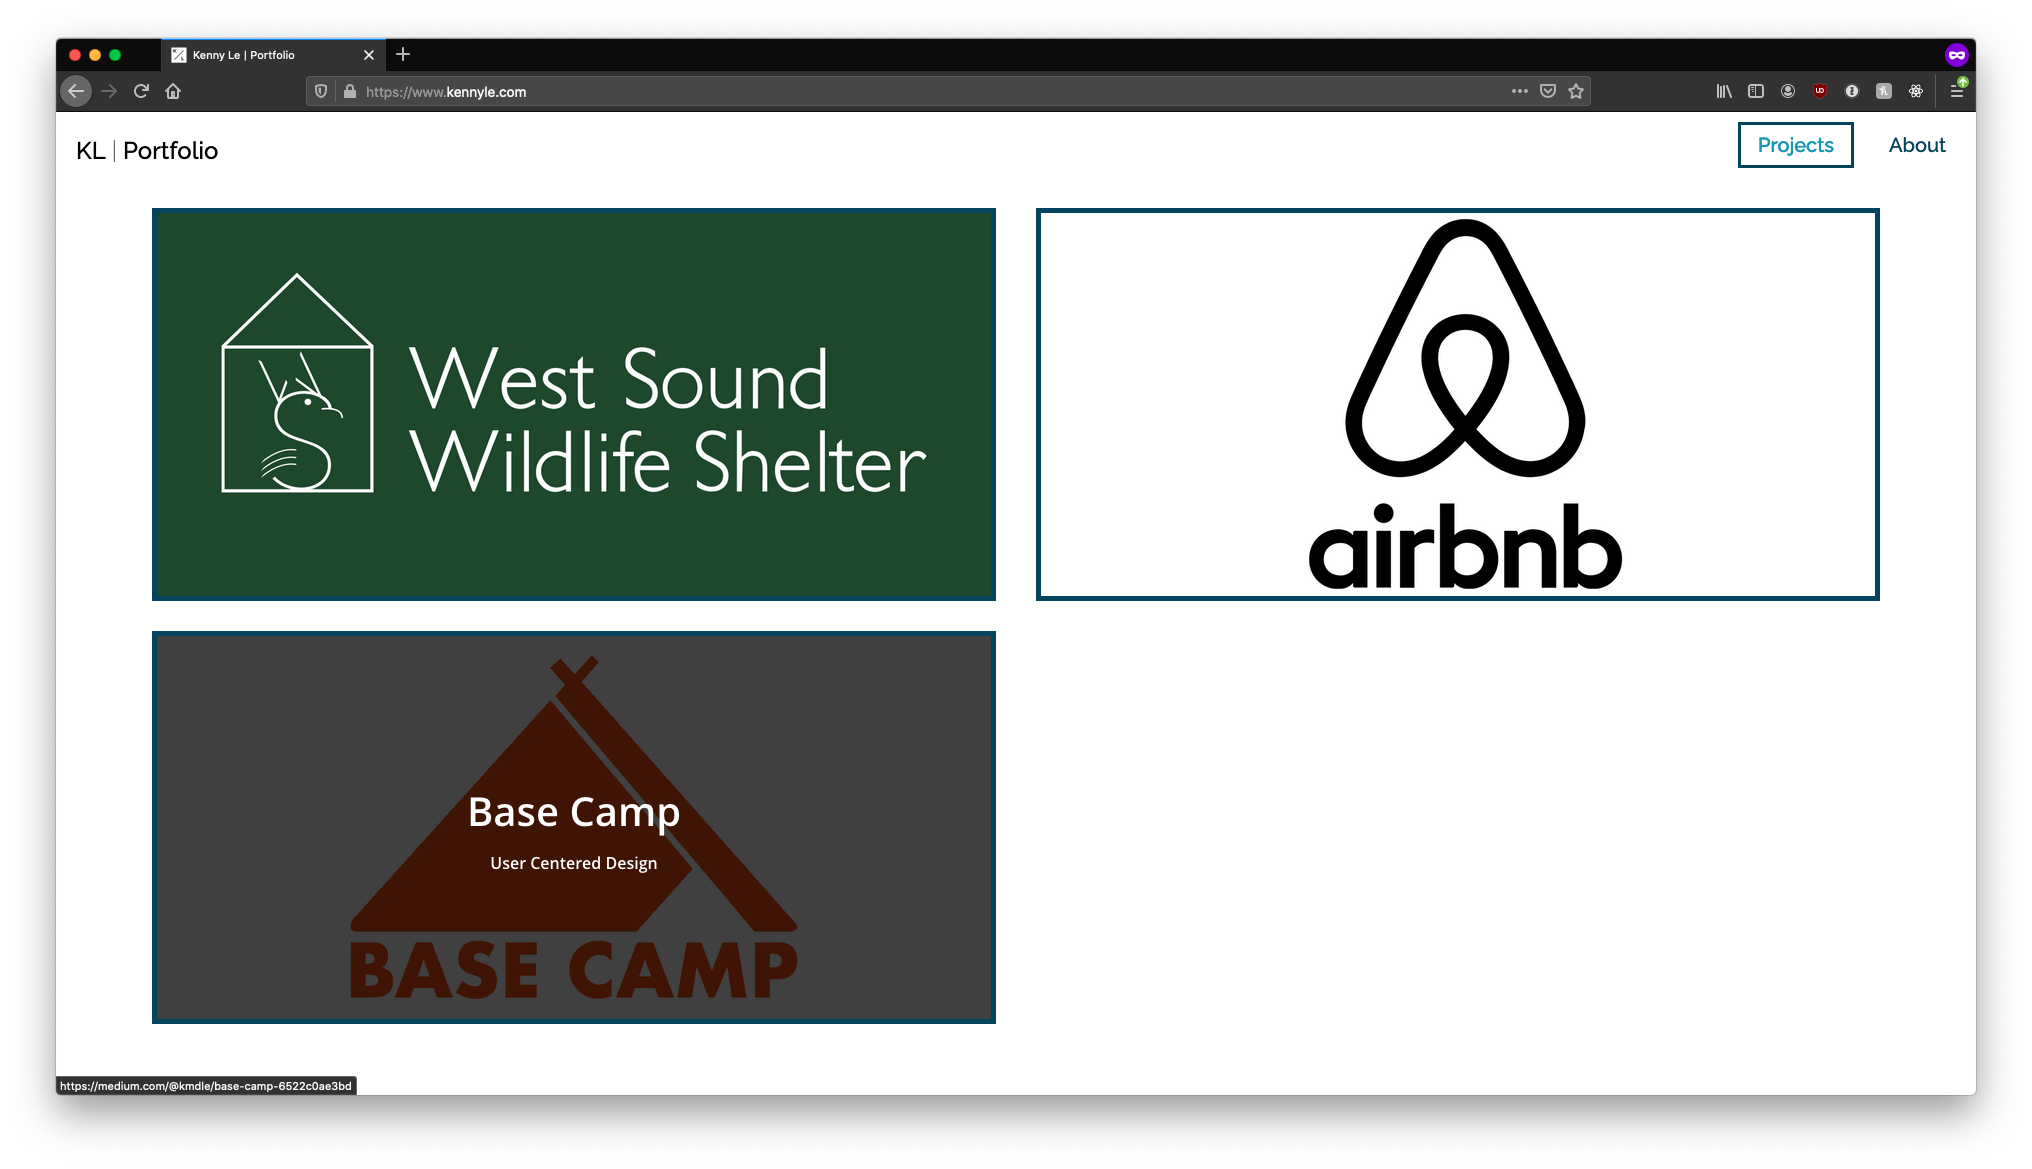 Kenny Le | Portfolio
https://www.kennyle.com
KL | Portfolio
Projects
About
West Sound
Wildlife Shelter
airbnb
Base Camp
User Centered Design
BASE CAMP
https://medium.com/@kmdle/base-camp-6522c0ae3bd